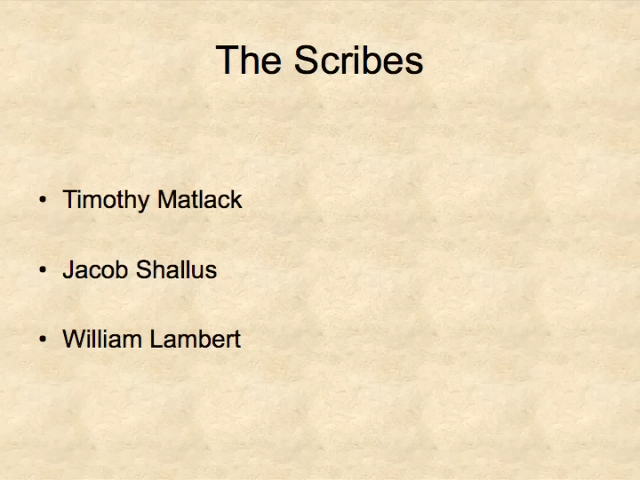 The Scribes
• Timothy Matlack
• Jacob Shallus
• William Lambert